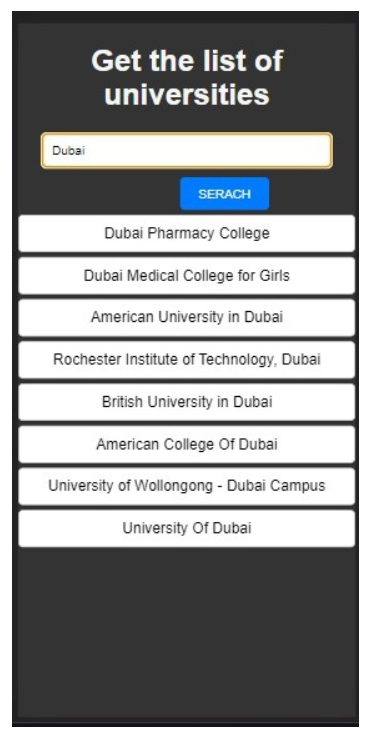 Get the list of
universities
Dubai
SERACH
Dubai Pharmacy College
Dubai Medical College for Girls
American University in Dubai
Rochester Institute of Technology, Dubai
British University in Dubai
American College Of Dubai
University of Wollongong - Dubai Campus
University Of Dubai